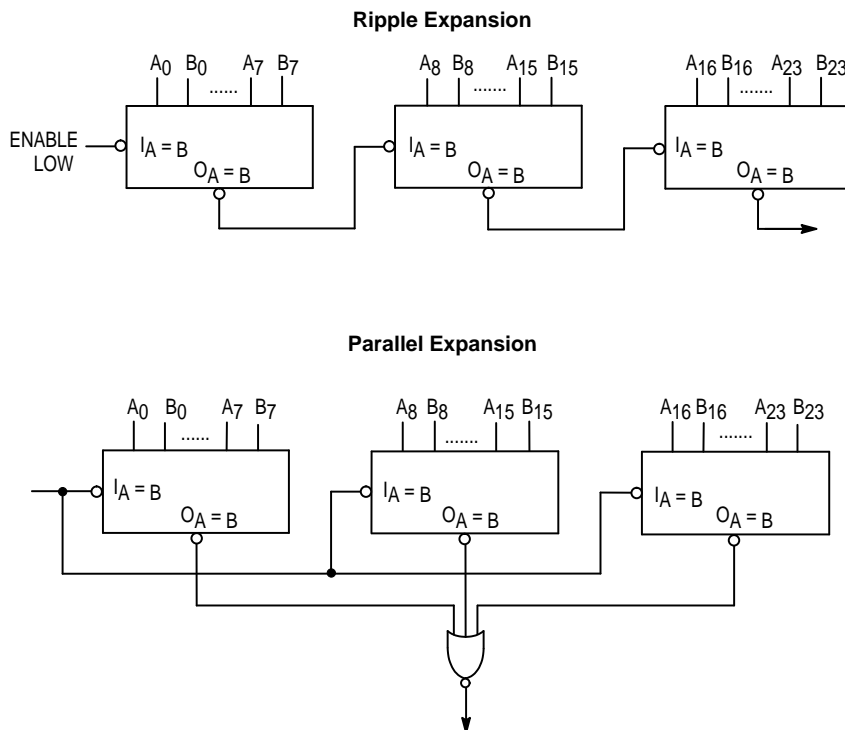 Ripple Expansion
A0 B0 ...... A7 B7
A8 B8 ....... A15 B15
A16 B16 ........ A23 B23
ENABLE
LOW
IA = B
OA = B
IA = B
OA = B
IA = B
OA = B
Parallel Expansion
A0 B0 ...... A7 B7
A8 B8 ....... A15 B15
A16 B16 ........ A23 B23
IA = B
OA = B
IA = B
OA = B
IA = B
OA = B